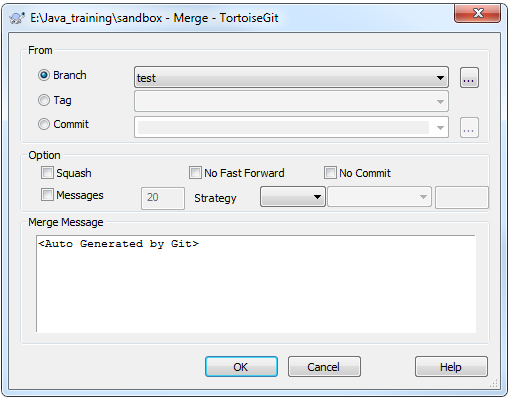 E:\Java_training\sandbox - Merge - TortoiseGit
From
Branch test ...
Tag
Commit ...
Option
Squash No Fast Forward No Commit
Messages 20 Strategy
Merge Message
<Auto Generated by Git>
OK Cancel Help